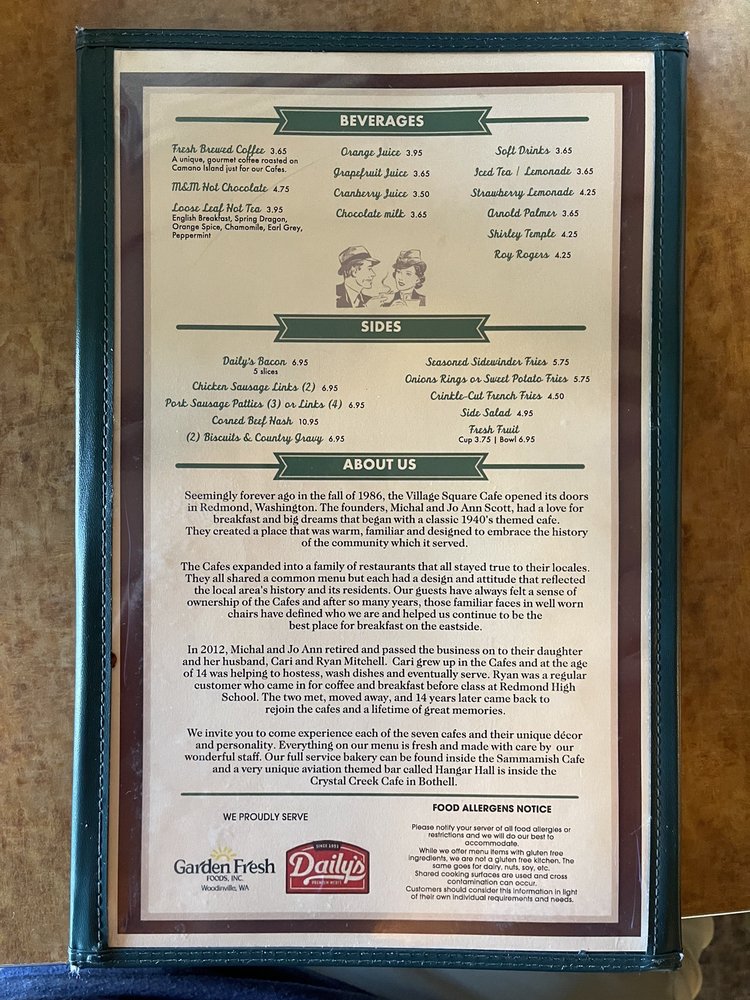 BEVERAGES
Fresh Brewed Coffee 3.65
A unique, gourmet coffee roasted on
Camano Island just for our Cafes.
M&M Hot Chocolate 4.75
Loose Leaf Hot Tea 3.95
English Breakfast, Spring Dragon,
Orange Spice, Chamomile, Earl Grey,
Peppermint
Orange Juice 3.95
Grapefruit Juice 3.65
Cranberry Juice 3.50
Chocolate milk 3.65
Soft Drinks 3.65
Iced Tea | Lemonade 3.65
Strawberry Lemonade 4.25
Arnold Palmer 3.65
Shirley Temple 4.25
Roy Rogers 4.25
SIDES
Daily's Bacon 6.95
5 slices
Chicken Sausage Links (2) 6.95
Pork Sausage Patties (3) or Links (4) 6.95
Corned Beef Hash 10.95
(2) Biscuits & Country Gravy 6.95
Seasoned Sidewinder Fries 5.75
Onions Rings or Sweet Potato Fries 5.75
Crinkle-Cut French Fries 4.50
Side Salad 4.95
Fresh Fruit
Cup 3.75 | Bowl 6.95
ABOUT US
Seemingly forever ago in the fall of 1986, the Village Square Cafe opened its doors
in Redmond, Washington. The founders, Michal and Jo Ann Scott, had a love for
breakfast and big dreams that began with a classic 1940's themed cafe.
They created a place that was warm, familiar and designed to embrace the history
of the community which it served.
The Cafes expanded into a family of restaurants that all stayed true to their locales.
They all shared a common menu but each had a design and attitude that reflected
the local area's history and its residents. Our guests have always felt a sense of
ownership of the Cafes and after so many years, those familiar faces in well worn
chairs have defined who we are and helped us continue to be the
best place for breakfast on the eastside.
In 2012, Michal and Jo Ann retired and passed the business on to their daughter
and her husband, Cari and Ryan Mitchell. Cari grew up in the Cafes and at the age
of 14 was helping to hostess, wash dishes and eventually serve. Ryan was a regular
customer who came in for coffee and breakfast before class at Redmond High
School. The two met, moved away, and 14 years later came back to
rejoin the cafes and a lifetime of great memories.
We invite you to come experience each of the seven cafes and their unique décor
and personality. Everything on our menu is fresh and made with care by our
wonderful staff. Our full service bakery can be found inside the Sammamish Cafe
and a very unique aviation themed bar called Hangar Hall is inside the
Crystal Creek Cafe in Bothell.
WE PROUDLY SERVE
Garden Fresh
FOODS, INC.
Woodinville, WA
SINCE 1893
Daily's
PREMIUM MEATS
FOOD ALLERGENS NOTICE
Please notify your server of all food allergies or
restrictions and we will do our best to
accommodate.
While we offer menu items with gluten free
ingredients, we are not a gluten free kitchen. The
same goes for dairy, nuts, soy, etc.
Shared cooking surfaces are used and cross
contamination can occur.
Customers should consider this information in light
of their own individual requirements and needs.